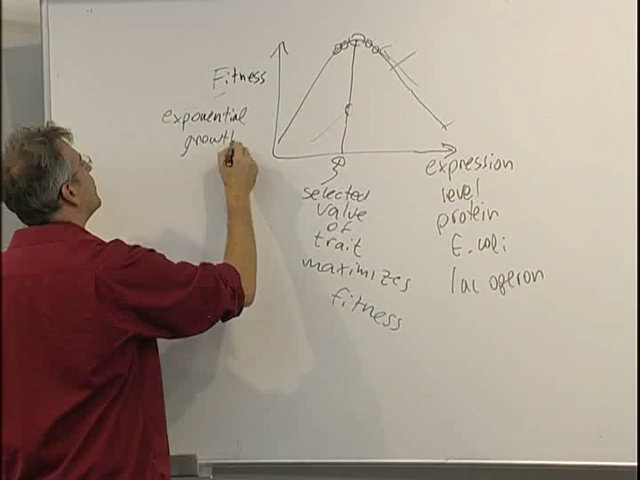 Fitness
exponential
growth
selected
value
of
trait
maximizes
fitness
expression
level
protein
E. coli
lac operon